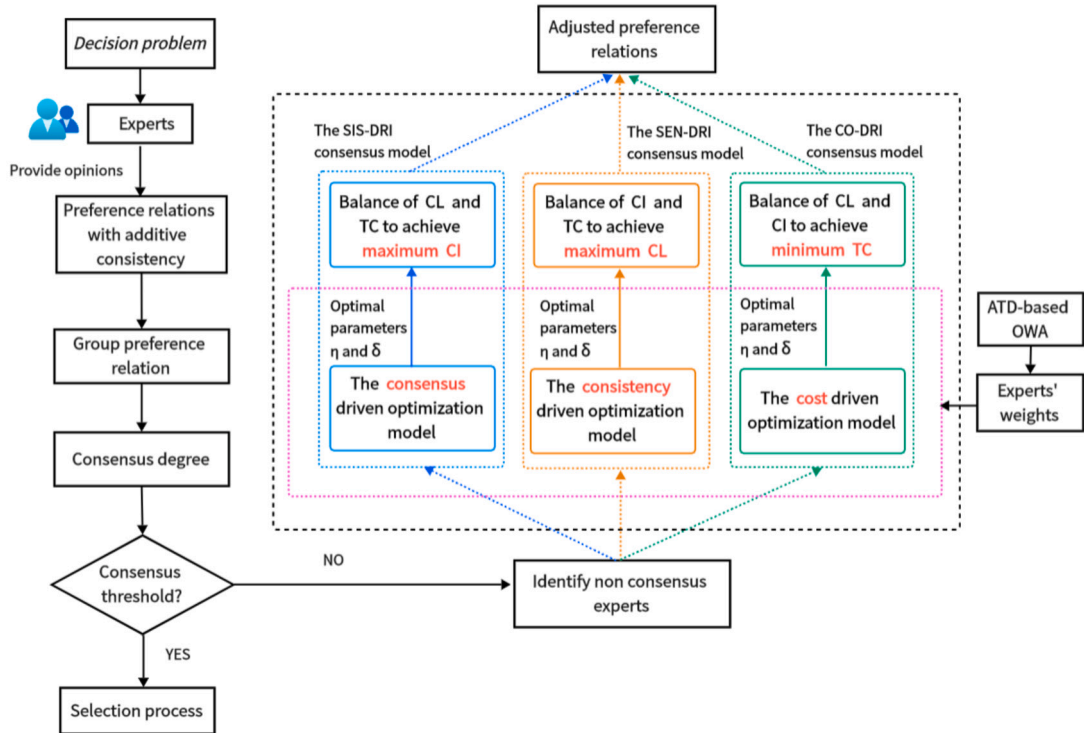 Decision problem
Experts
Provide opinions
Preference relations
with additive
consistency
Group preference
relation
Consensus degree
Consensus
threshold?
NO
YES
Selection process
Identify non consensus
experts
Adjusted preference
relations
The SIS-DRI
consensus model
Balance of CL and
TC to achieve
maximum CI
Optimal
parameters
η and δ
The consensus
driven optimization
model
The SEN-DRI
consensus model
Balance of CI and
TC to achieve
maximum CL
Optimal
parameters
η and δ
The consistency
driven optimization
model
The CO-DRI
consensus model
Balance of CL and
CI to achieve
minimum TC
Optimal
parameters
η and δ
The cost driven
optimization model
ATD-based
OWA
Experts'
weights